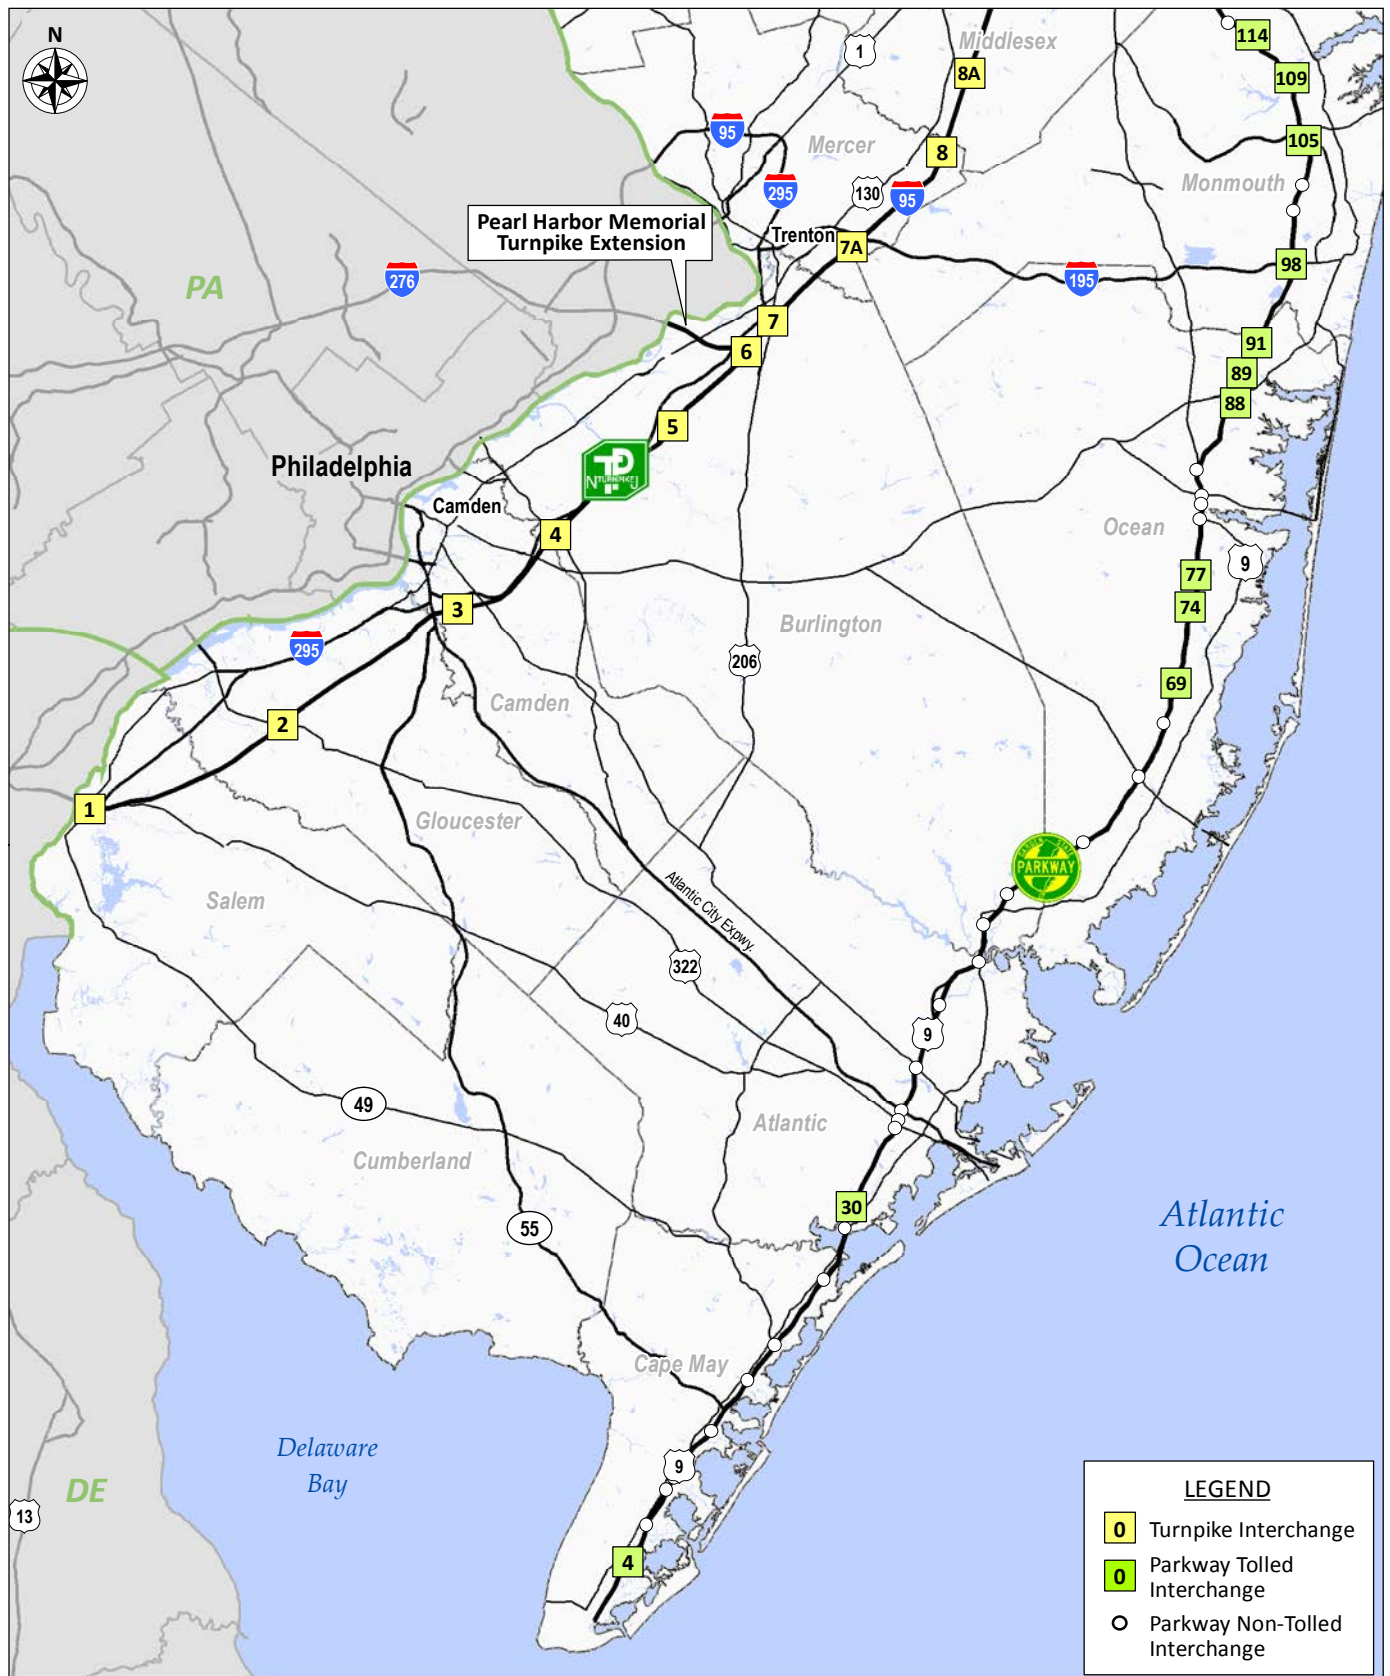 N
1
Middlesex
114
8A
109
95
Mercer
8
105
295
130
95
Monmouth
Pearl Harbor Memorial
Turnpike Extension
Trenton
7A
98
PA
276
195
7
6
91
89
88
5
Philadelphia
TP
NTURNPIKEJ
Camden
4
Ocean
9
77
74
3
Burlington
295
206
69
Camden
2
1
Gloucester
GARDEN STATE
PARKWAY
Salem
Atlantic City Expwy.
322
40
9
49
Atlantic
Cumberland
30
55
Atlantic
Ocean
Cape May
Delaware
Bay
9
DE
13
4
LEGEND
0 Turnpike Interchange
0 Parkway Tolled
Interchange
Parkway Non-Tolled
Interchange